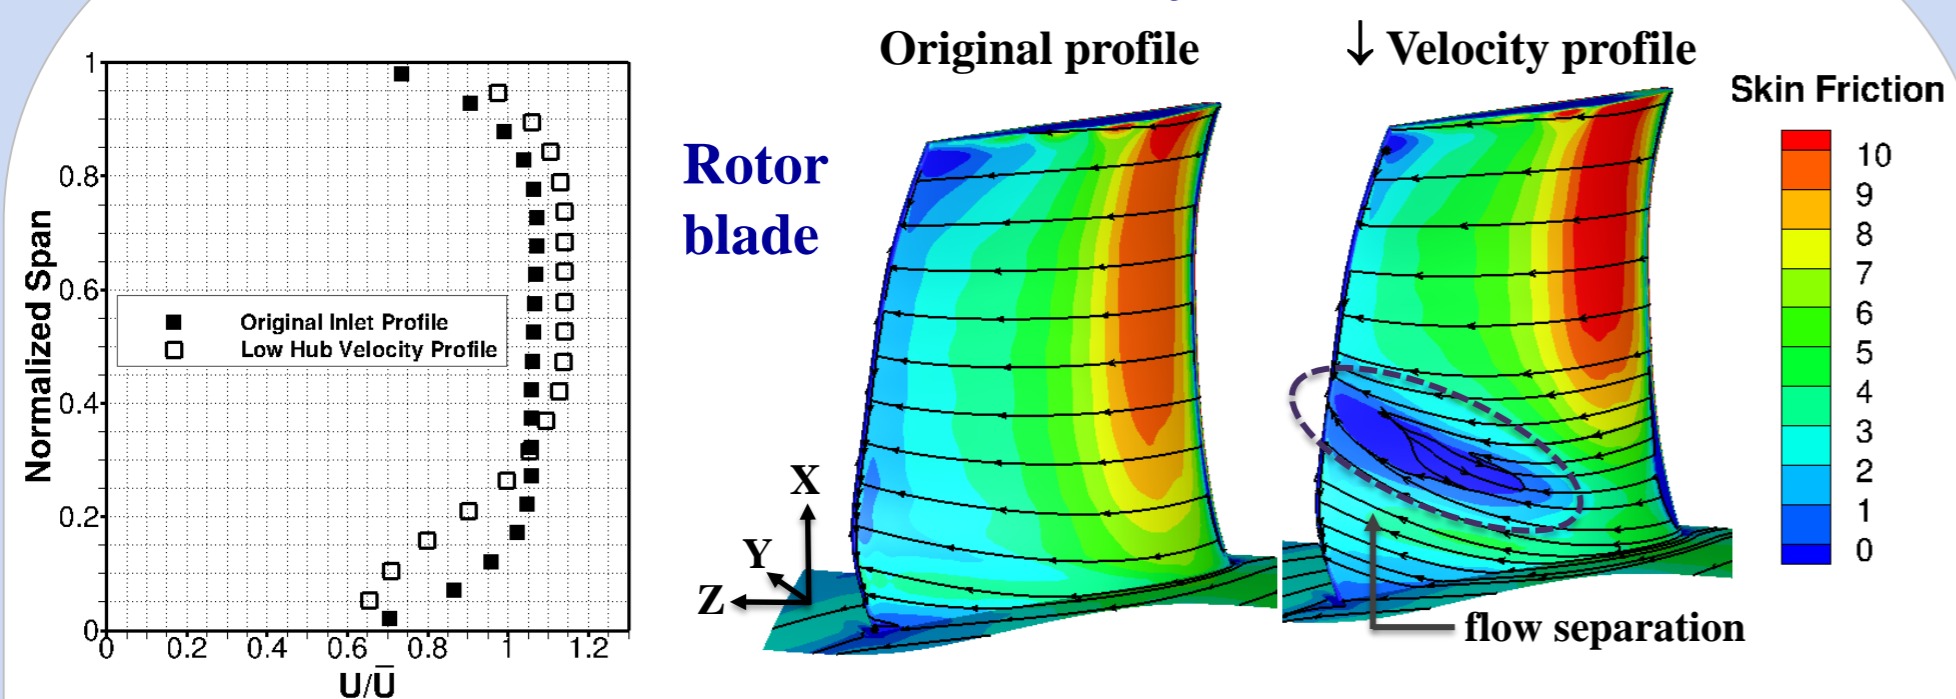 Original profile
↓ Velocity profile
Skin Friction
10
9
8
7
6
5
4
3
2
1
0
Rotor
blade
1
0.8
0.6
0.4
0.2
0
Normalized Span
Original Inlet Profile
Low Hub Velocity Profile
0 0.2 0.4 0.6 0.8 1 1.2
U/U̅
X
Y
Z
flow separation